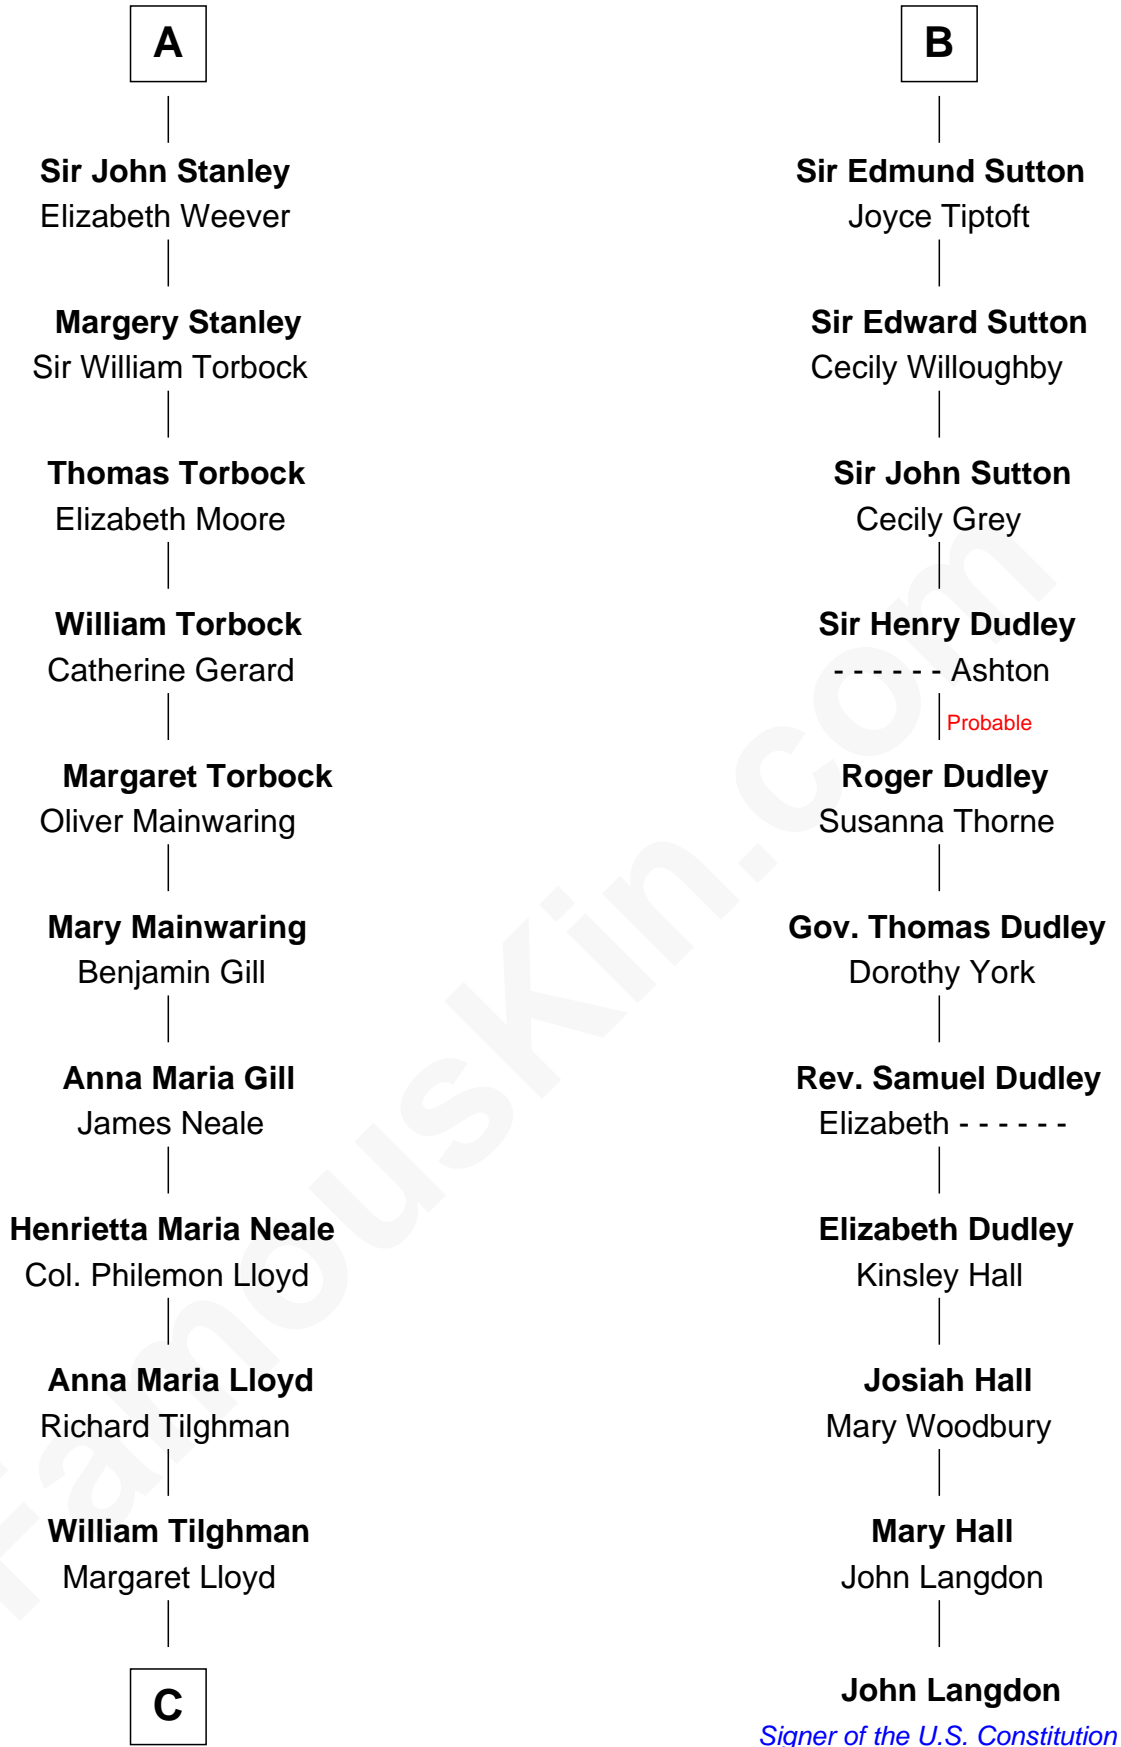 A
Sir John Stanley
Elizabeth Weever
Margery Stanley
Sir William Torbock
Thomas Torbock
Elizabeth Moore
William Torbock
Catherine Gerard
Margaret Torbock
Oliver Mainwaring
Mary Mainwaring
Benjamin Gill
Anna Maria Gill
James Neale
Henrietta Maria Neale
Col. Philemon Lloyd
Anna Maria Lloyd
Richard Tilghman
William Tilghman
Margaret Lloyd
C
B
Sir Edmund Sutton
Joyce Tiptoft
Sir Edward Sutton
Cecily Willoughby
Sir John Sutton
Cecily Grey
Sir Henry Dudley
- - - - - - Ashton
Probable
Roger Dudley
Susanna Thorne
Gov. Thomas Dudley
Dorothy York
Rev. Samuel Dudley
Elizabeth - - - - - -
Elizabeth Dudley
Kinsley Hall
Josiah Hall
Mary Woodbury
Mary Hall
John Langdon
John Langdon
Signer of the U.S. Constitution
FamousKin.com